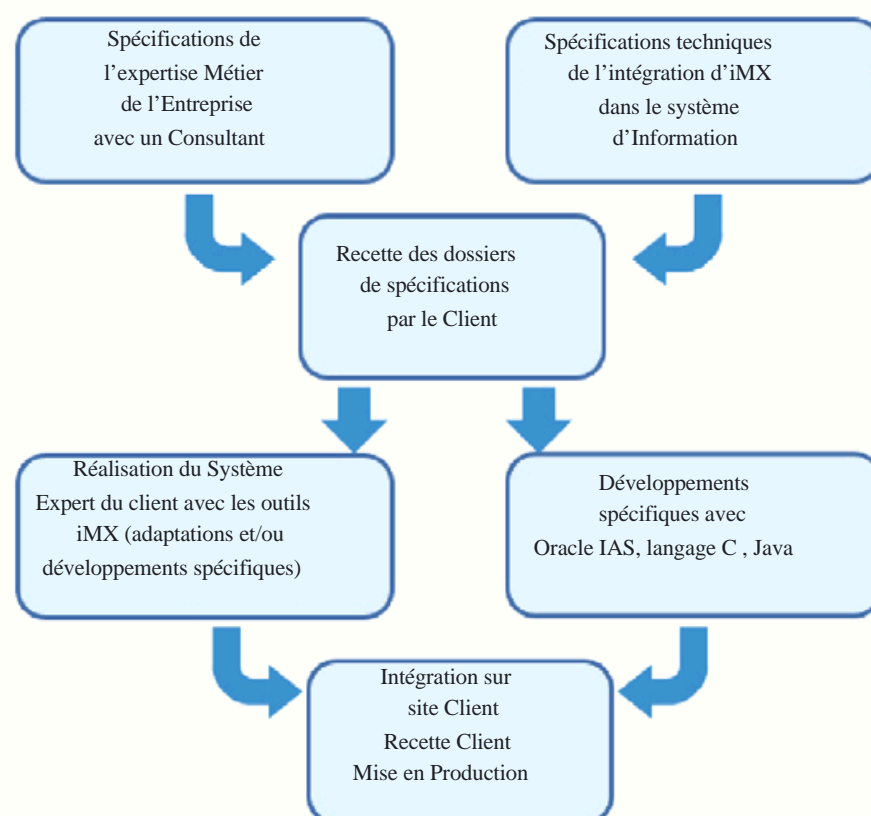 Spécifications de
l'expertise Métier
de l'Entreprise
avec un Consultant
Spécifications techniques
de l'intégration d'iMX
dans le système
d'Information
Recette des dossiers
de spécifications
par le Client
Réalisation du Système
Expert du client avec les outils
iMX (adaptations et/ou
développements spécifiques)
Développements
spécifiques avec
Oracle IAS, langage C , Java
Intégration sur
site Client
Recette Client
Mise en Production